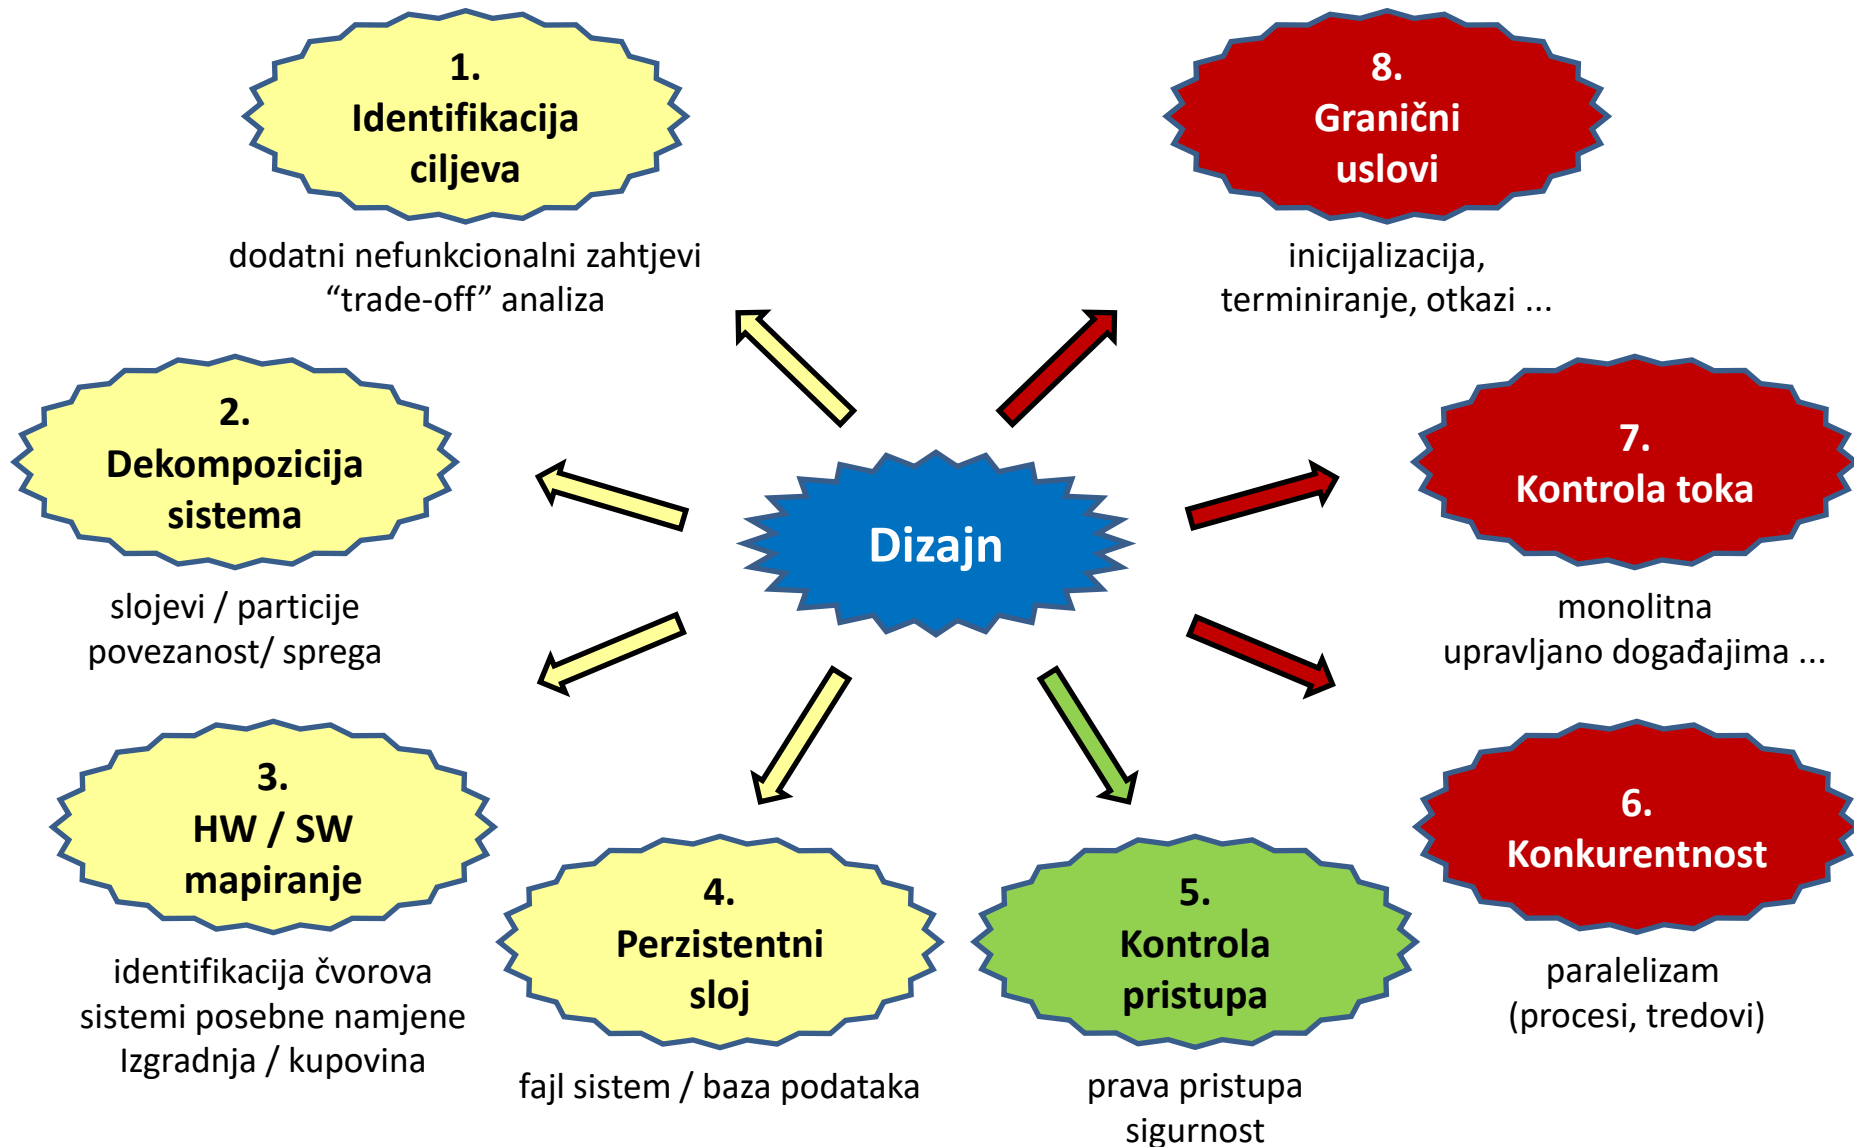 1.
Identifikacija
ciljeva
dodatni nefunkcionalni zahtjevi
“trade-off” analiza
2.
Dekompozicija
sistema
slojevi / particije
povezanost/ sprega
3.
HW / SW
mapiranje
identifikacija čvorova
sistemi posebne namjene
Izgradnja / kupovina
4.
Perzistentni
sloj
fajl sistem / baza podataka
Dizajn
5.
Kontrola
pristupa
prava pristupa
sigurnost
6.
Konkurentnost
paralelizam
(procesi, tredovi)
7.
Kontrola toka
monolitna
upravljano događajima ...
8.
Granični
uslovi
inicijalizacija,
terminiranje, otkazi ...